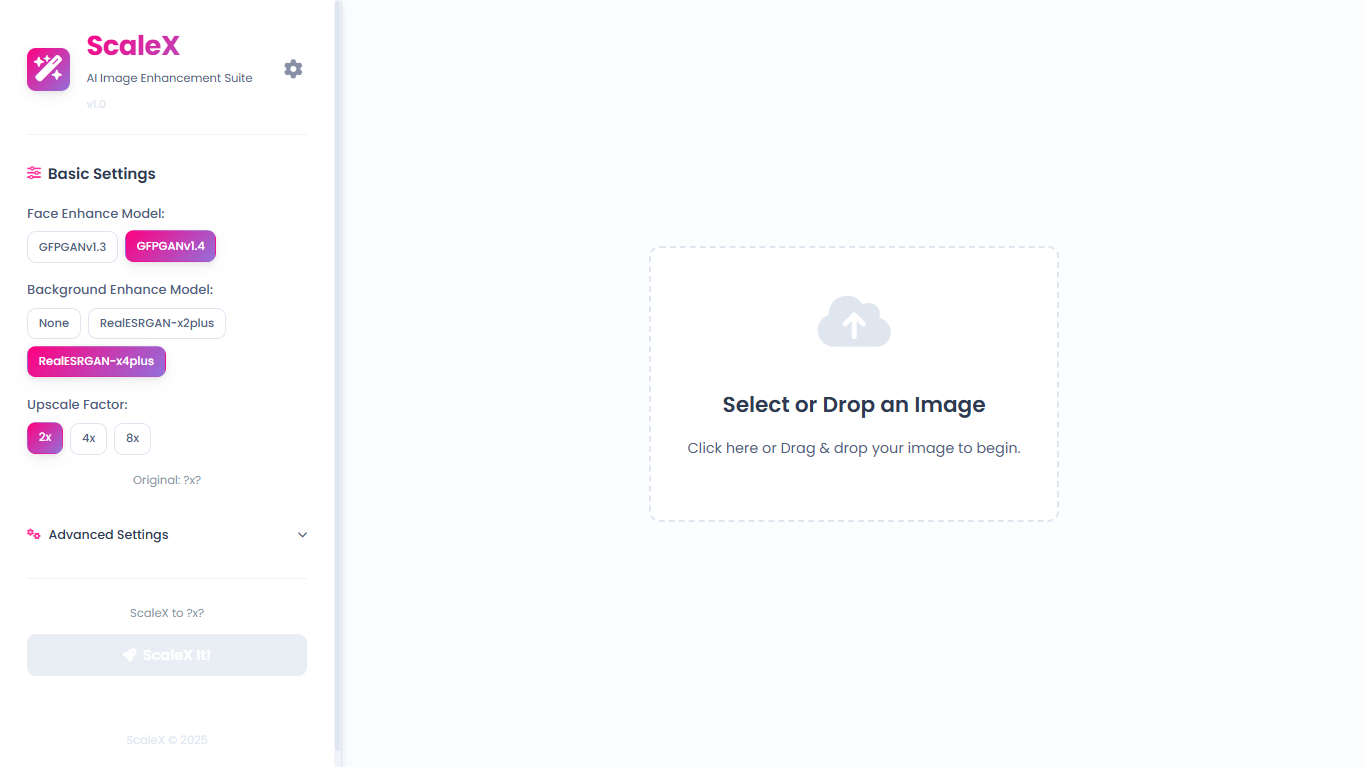 ScaleX
AI Image Enhancement Suite
v1.0
Basic Settings
Face Enhance Model:
GFPGANv1.3
GFPGANv1.4
Background Enhance Model:
None
RealESRGAN-x2plus
RealESRGAN-x4plus
Upscale Factor:
2x
4x
8x
Original: ?x?
Advanced Settings
ScaleX to ?x?
ScaleX It!
ScaleX © 2025
Select or Drop an Image
Click here or Drag & drop your image to begin.